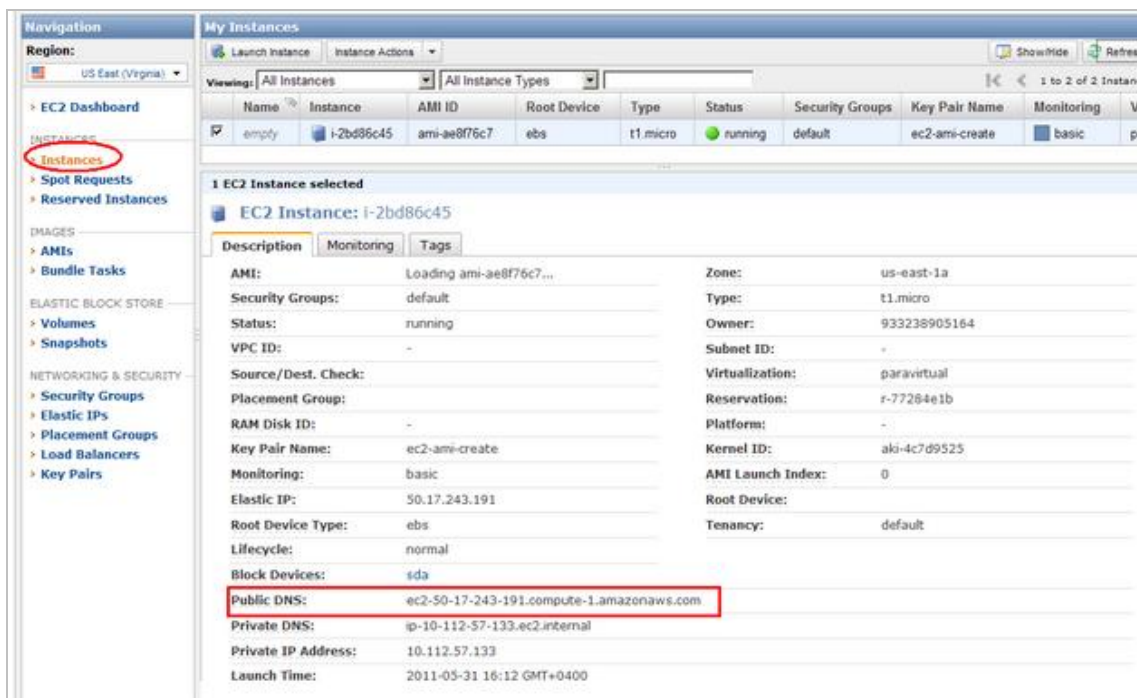 Navigation
Region:
US East (Virginia)
EC2 Dashboard
INSTANCES
Instances
Spot Requests
Reserved Instances
IMAGES
AMIs
Bundle Tasks
ELASTIC BLOCK STORE
Volumes
Snapshots
NETWORKING & SECURITY
Security Groups
Elastic IPs
Placement Groups
Load Balancers
Key Pairs
My Instances
Launch Instance Instance Actions Show/Hide Refre
Viewing: All Instances All Instance Types 1 to 2 of 2 Instan
Name Instance AMI ID Root Device Type Status Security Groups Key Pair Name Monitoring V
empty i-2bd86c45 ami-ae8f76c7 ebs t1.micro running default ec2-ami-create basic p
1 EC2 Instance selected
EC2 Instance: i-2bd86c45
Description Monitoring Tags
AMI: Loading ami-ae8f76c7... Zone: us-east-1a
Security Groups: default Type: t1.micro
Status: running Owner: 933238905164
VPC ID: - Subnet ID: -
Source/Dest. Check: Virtualization: paravirtual
Placement Group: Reservation: r-77284e1b
RAM Disk ID: - Platform: -
Key Pair Name: ec2-ami-create Kernel ID: aki-4c7d9525
Monitoring: basic AMI Launch Index: 0
Elastic IP: 50.17.243.191 Root Device:
Root Device Type: ebs Tenancy: default
Lifecycle: normal
Block Devices: sda
Public DNS: ec2-50-17-243-191.compute-1.amazonaws.com
Private DNS: ip-10-112-57-133.ec2.internal
Private IP Address: 10.112.57.133
Launch Time: 2011-05-31 16:12 GMT+0400